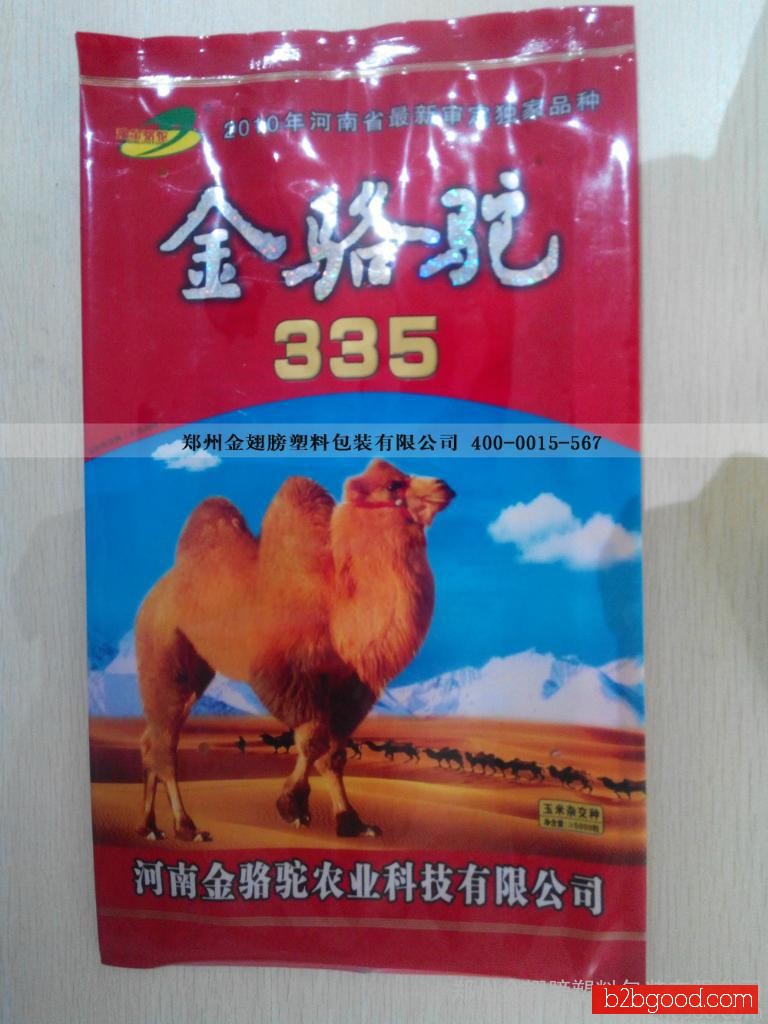 2010年河南省最新审定独家品种
金骆驼
335
郑州金翅膀塑料包装有限公司 400-0015-567
玉米杂交种
河南金骆驼农业科技有限公司
b2bgood.com